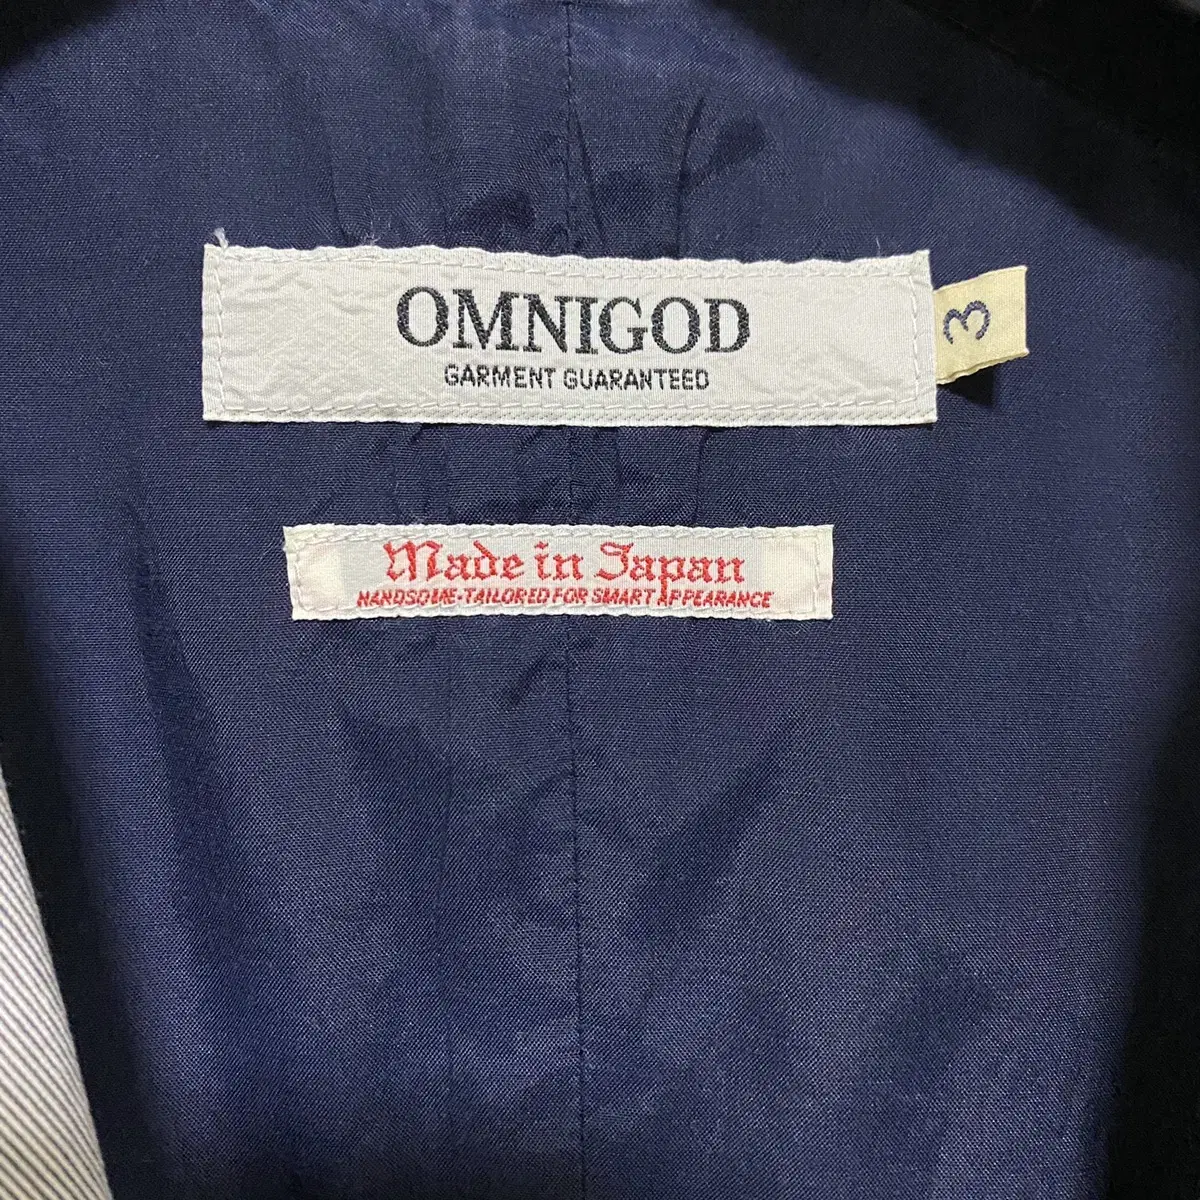 OMNIGOD
GARMENT GUARANTEED
3
Made in Japan
HANDSOME-TAILORED FOR SMART APPEARANCE